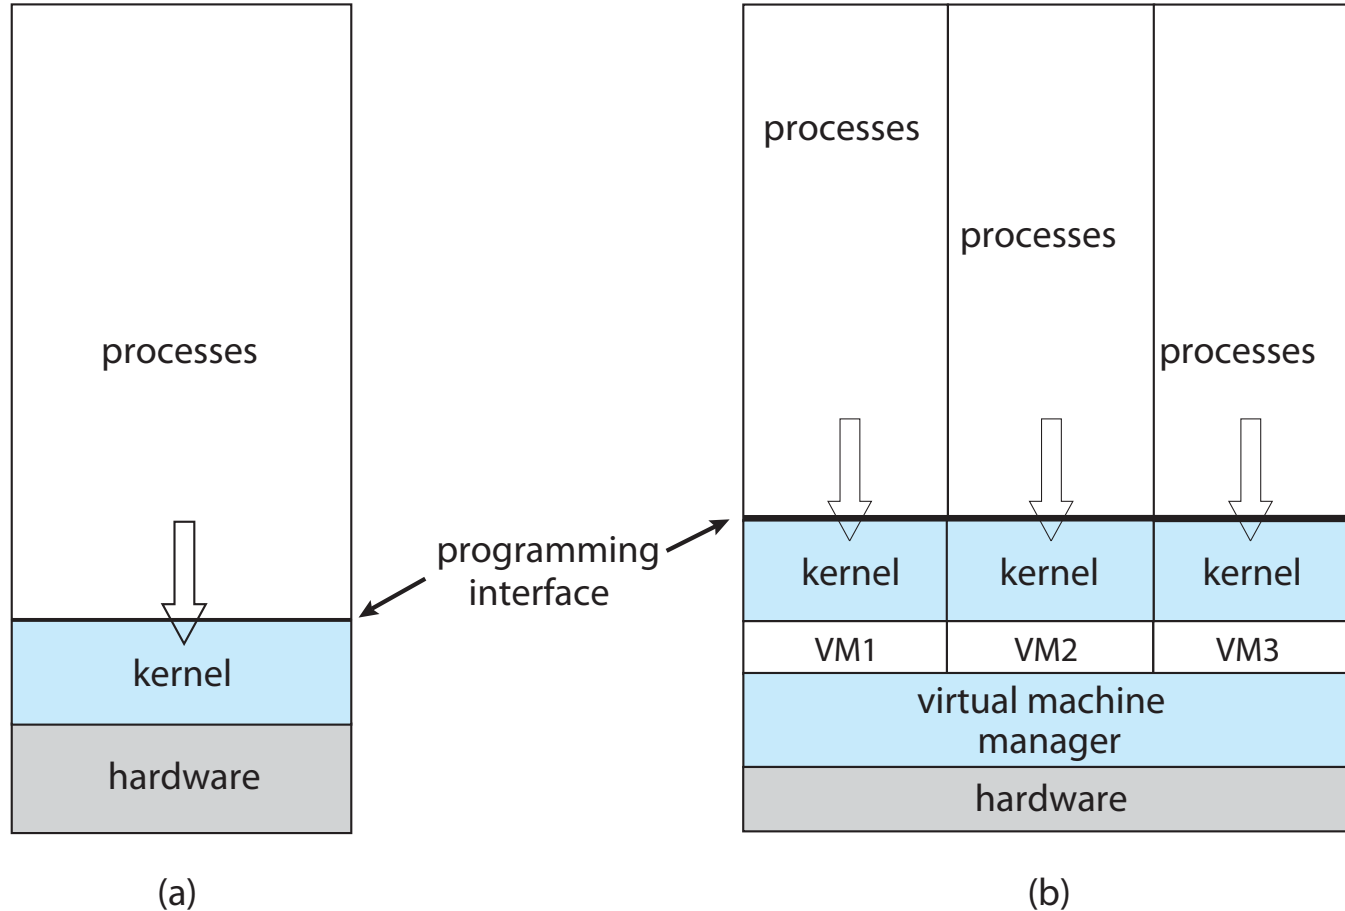 processes
kernel
hardware
(a)
programming
interface
processes
processes
processes
kernel
kernel
kernel
VM1
VM2
VM3
virtual machine
manager
hardware
(b)